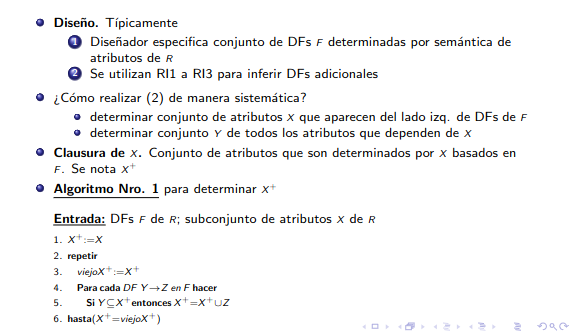 Diseño. Típicamente
1 Diseñador especifica conjunto de DFs F determinadas por semántica de
atributos de R
2 Se utilizan RI1 a RI3 para inferir DFs adicionales
¿Cómo realizar (2) de manera sistemática?
determinar conjunto de atributos X que aparecen del lado izq. de DFs de F
determinar conjunto Y de todos los atributos que dependen de X
Clausura de X. Conjunto de atributos que son determinados por X basados en
F. Se nota X⁺
Algoritmo Nro. 1 para determinar X⁺
Entrada: DFs F de R; subconjunto de atributos X de R
1. X⁺:=X
2. repetir
3. viejoX⁺:=X⁺
4. Para cada DF Y→Z en F hacer
5. Si Y⊆X⁺entonces X⁺=X⁺∪Z
6. hasta(X⁺=viejoX⁺)